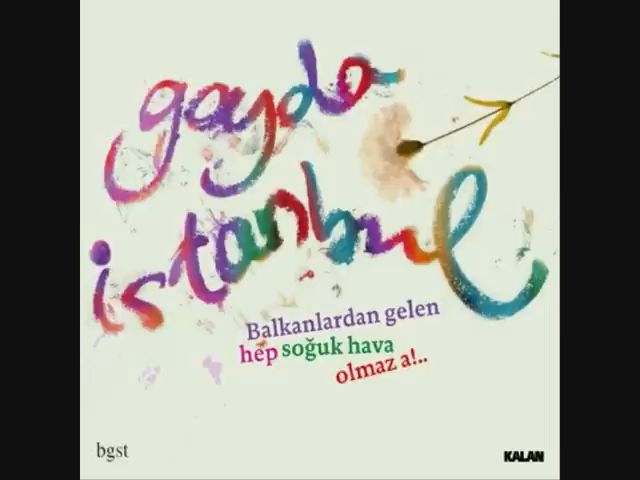 gayda
istanbul
Balkanlardan gelen
hep soğuk hava
olmaz a!..
bgst
KALAN